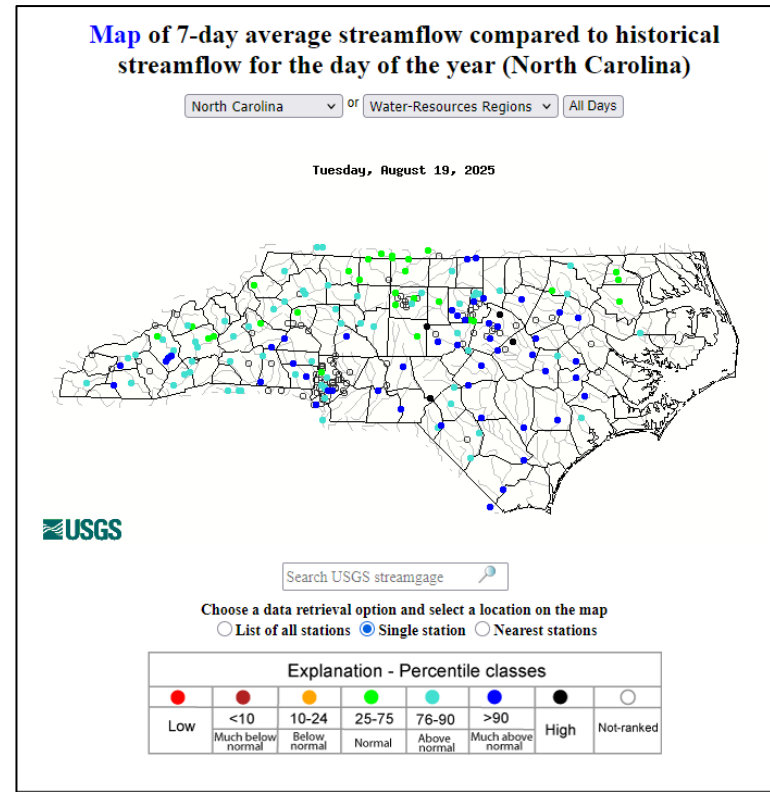 Map of 7-day average streamflow compared to historical
streamflow for the day of the year (North Carolina)
North Carolina or Water-Resources Regions All Days
Tuesday, August 19, 2025
USGS
Search USGS streamgage
Choose a data retrieval option and select a location on the map
List of all stations Single station Nearest stations
Explanation - Percentile classes
Low <10 10-24 25-75 76-90 >90 High Not-ranked
Much below normal Below normal Normal Above normal Much above normal